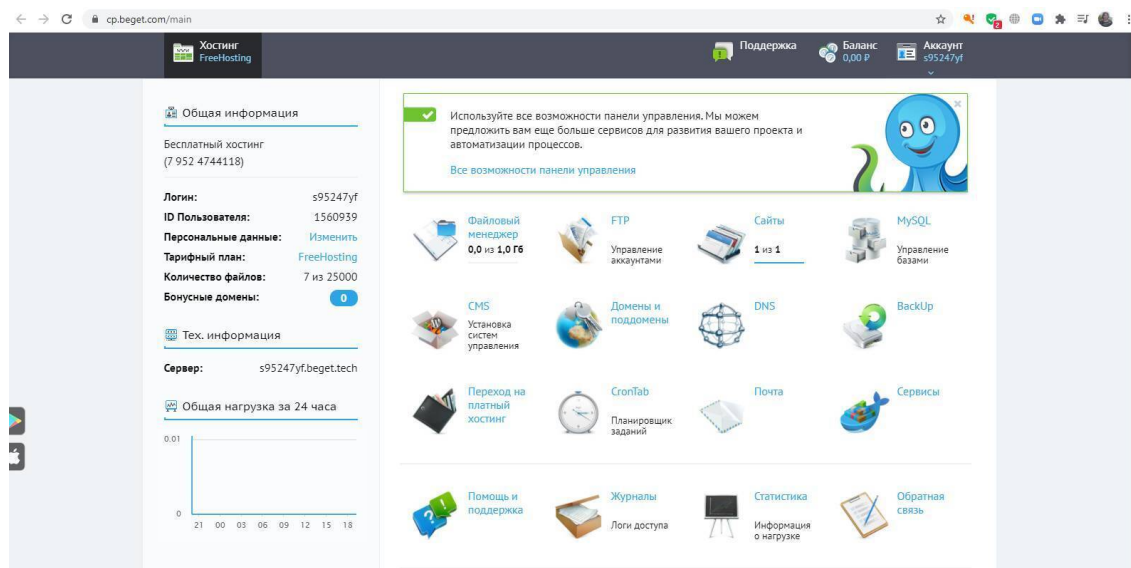 cp.beget.com/main
2
Хостинг
FreeHosting
Поддержка
Баланс
0,00 ₽
Аккаунт
s95247yf
Общая информация
Бесплатный хостинг
(7 952 4744118)
Логин: s95247yf
ID Пользователя: 1560939
Персональные данные: Изменить
Тарифный план: FreeHosting
Количество файлов: 7 из 25000
Бонусные домены: 0
Тех. информация
Сервер: s95247yf.beget.tech
Общая нагрузка за 24 часа
0.01
0
21 00 03 06 09 12 15 18
Используйте все возможности панели управления. Мы можем
предложить вам еще больше сервисов для развития вашего проекта и
автоматизации процессов.
Все возможности панели управления
Файловый
менеджер
0,0 из 1,0 Гб
FTP
Управление
аккаунтами
Сайты
1 из 1
MySQL
Управление
базами
CMS
Установка
систем
управления
Домены и
поддомены
DNS
BackUp
Переход на
платный
хостинг
CronTab
Планировщик
заданий
Почта
Сервисы
Помощь и
поддержка
Журналы
Логи доступа
Статистика
Информация
о нагрузке
Обратная
связь